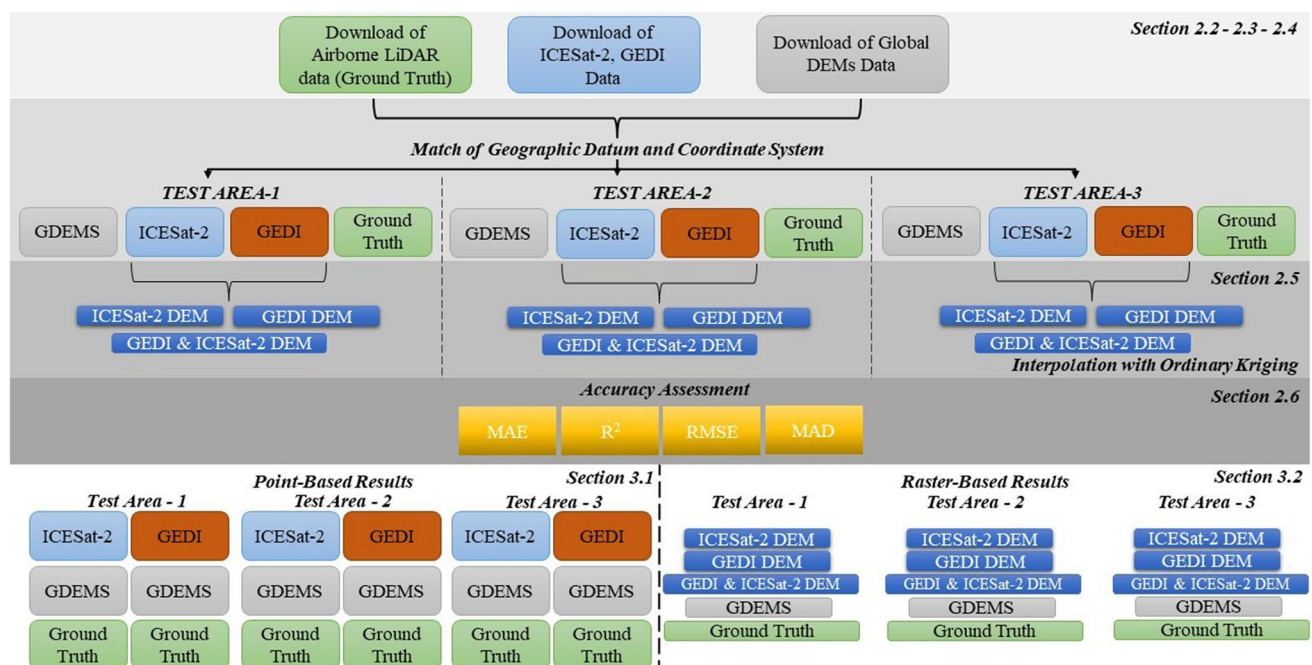 Section 2.2 - 2.3 - 2.4
Download of
Airborne LiDAR
data (Ground Truth)
Download of
ICESat-2, GEDI
Data
Download of Global
DEMs Data
Match of Geographic Datum and Coordinate System
TEST AREA-1
GDEMS
ICESat-2
GEDI
Ground
Truth
TEST AREA-2
GDEMS
ICESat-2
GEDI
Ground
Truth
TEST AREA-3
GDEMS
ICESat-2
GEDI
Ground
Truth
Section 2.5
ICESat-2 DEM
GEDI DEM
GEDI & ICESat-2 DEM
ICESat-2 DEM
GEDI DEM
GEDI & ICESat-2 DEM
ICESat-2 DEM
GEDI DEM
GEDI & ICESat-2 DEM
Interpolation with Ordinary Kriging
Accuracy Assessment
Section 2.6
MAE
R²
RMSE
MAD
Section 3.1
Point-Based Results
Test Area - 1
Test Area - 2
Test Area - 3
ICESat-2
GEDI
ICESat-2
GEDI
ICESat-2
GEDI
GDEMS
GDEMS
GDEMS
GDEMS
GDEMS
GDEMS
Ground
Truth
Ground
Truth
Ground
Truth
Ground
Truth
Ground
Truth
Ground
Truth
Section 3.2
Raster-Based Results
Test Area - 1
Test Area - 2
Test Area - 3
ICESat-2 DEM
GEDI DEM
GEDI & ICESat-2 DEM
GDEMS
Ground Truth
ICESat-2 DEM
GEDI DEM
GEDI & ICESat-2 DEM
GDEMS
Ground Truth
ICESat-2 DEM
GEDI DEM
GEDI & ICESat-2 DEM
GDEMS
Ground Truth